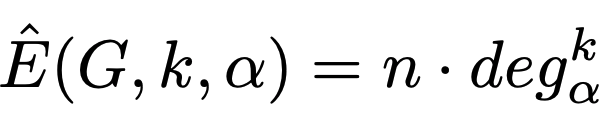 Ê(G, k, α) = n · deg_α^k